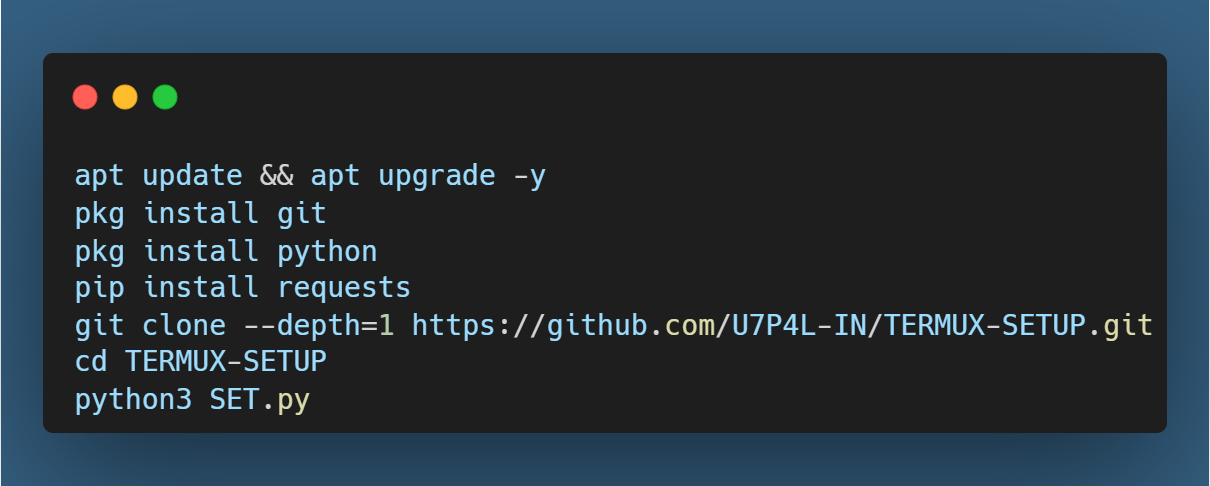 apt update && apt upgrade -y
pkg install git
pkg install python
pip install requests
git clone --depth=1 https://github.com/U7P4L-IN/TERMUX-SETUP.git
cd TERMUX-SETUP
python3 SET.py